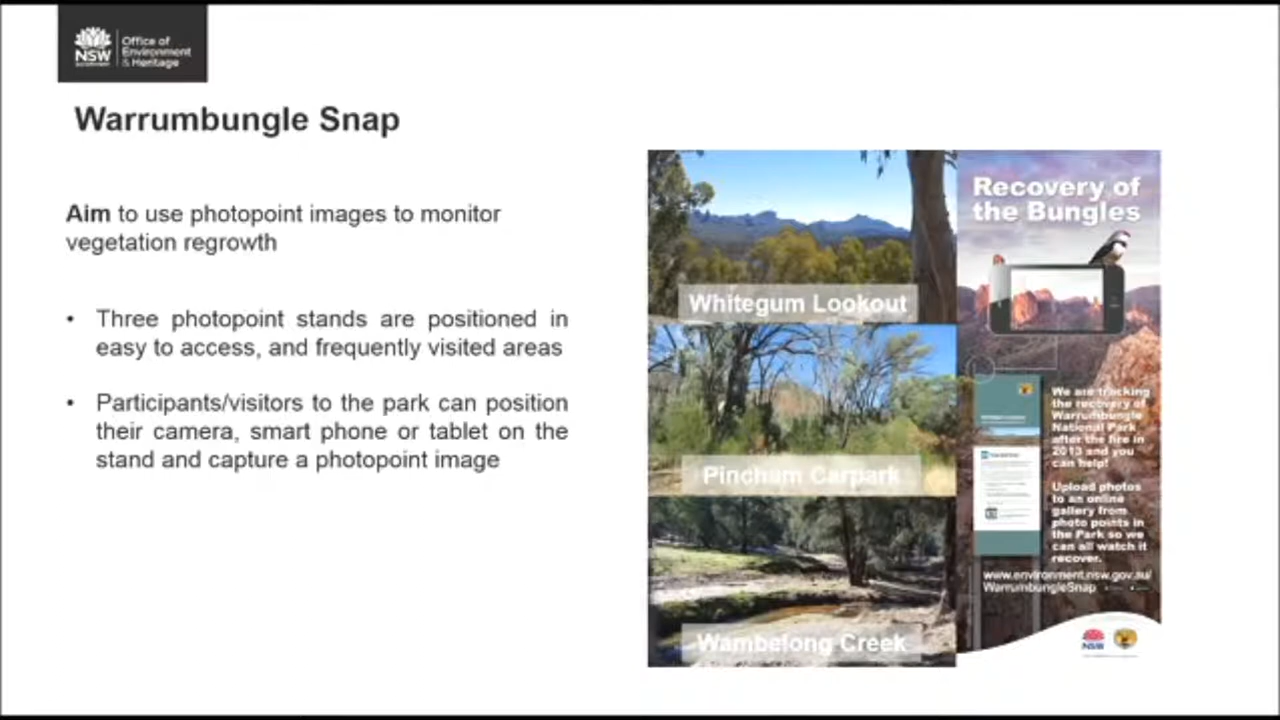 NSW
GOVERNMENT
Office of
Environment
& Heritage
Warrumbungle Snap
Aim to use photopoint images to monitor
vegetation regrowth
• Three photopoint stands are positioned in
easy to access, and frequently visited areas
• Participants/visitors to the park can position
their camera, smart phone or tablet on the
stand and capture a photopoint image
Whitegum Lookout
Pincham Carpark
Wambelong Creek
Recovery of
the Bungles
We are tracking
the recovery of
Warrumbungle
National Park
after the fire in
2013 and you
can help!
Upload photos
to an online
gallery from
photo points in
the Park so we
can all watch it
recover.
www.environment.nsw.gov.au/
WarrumbungleSnap
NSW